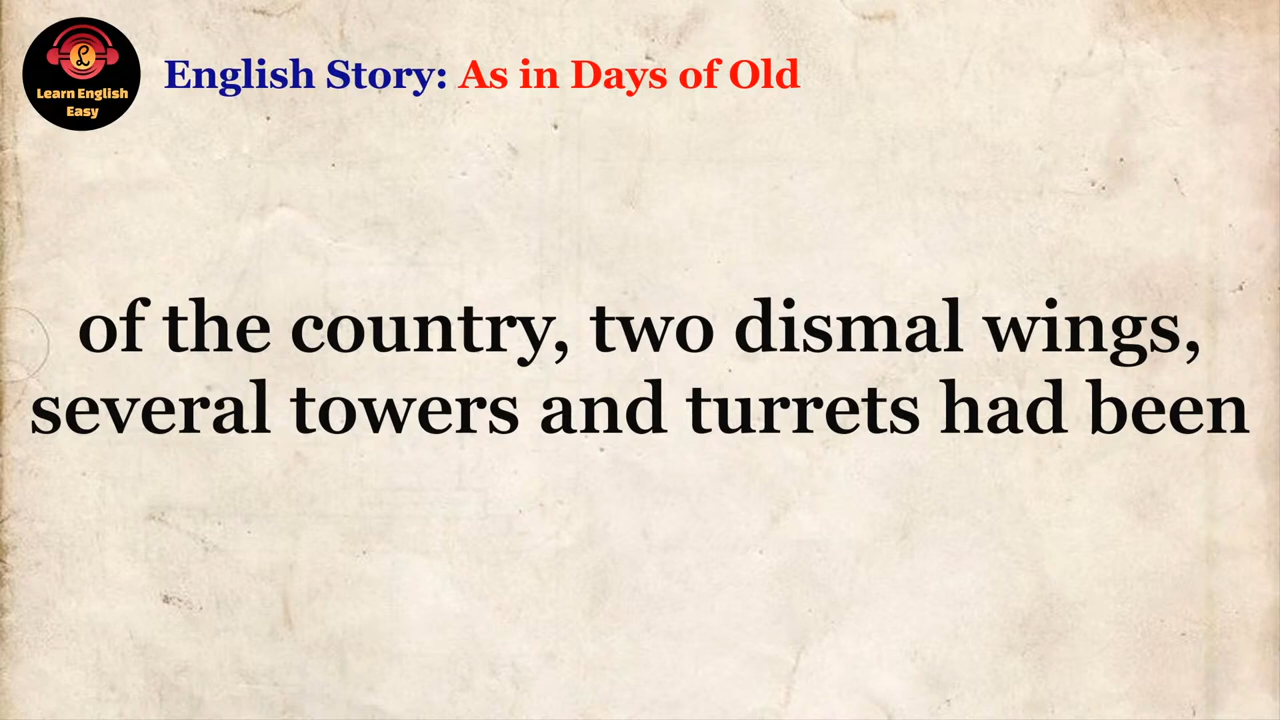 Learn English
Easy
English Story: As in Days of Old
of the country, two dismal wings,
several towers and turrets had been